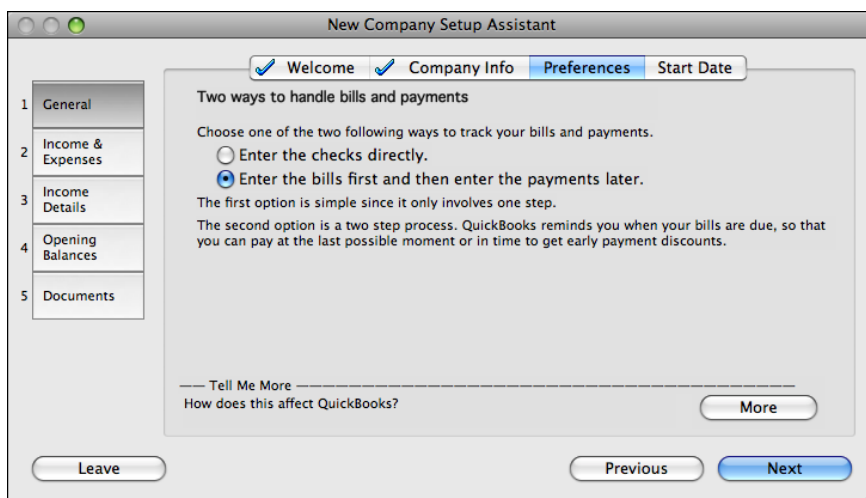 New Company Setup Assistant
Welcome Company Info Preferences Start Date
1 General
2 Income &
Expenses
3 Income
Details
4 Opening
Balances
5 Documents
Two ways to handle bills and payments
Choose one of the two following ways to track your bills and payments.
Enter the checks directly.
Enter the bills first and then enter the payments later.
The first option is simple since it only involves one step.
The second option is a two step process. QuickBooks reminds you when your bills are due, so that
you can pay at the last possible moment or in time to get early payment discounts.
Tell Me More
How does this affect QuickBooks?
More
Leave Previous Next